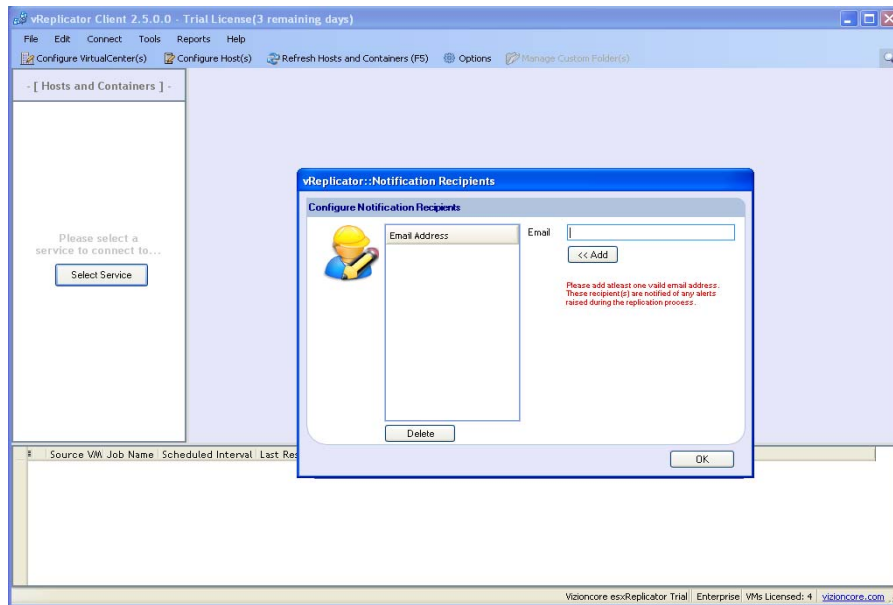 vReplicator Client 2.5.0.0 - Trial License(3 remaining days)
File Edit Connect Tools Reports Help
Configure VirtualCenter(s) Configure Host(s) Refresh Hosts and Containers (F5) Options Manage Custom Folder(s)
- [ Hosts and Containers ] -
Please select a
service to connect to...
Select Service
vReplicator::Notification Recipients
Configure Notification Recipients
Email Address
Email
<< Add
Please add atleast one vaild email address.
These recipient(s) are notified of any alerts
raised during the replication process.
Delete
OK
Source VM Job Name Scheduled Interval Last Res
Vizioncore esxReplicator Trial Enterprise VMs Licensed: 4 vizioncore.com